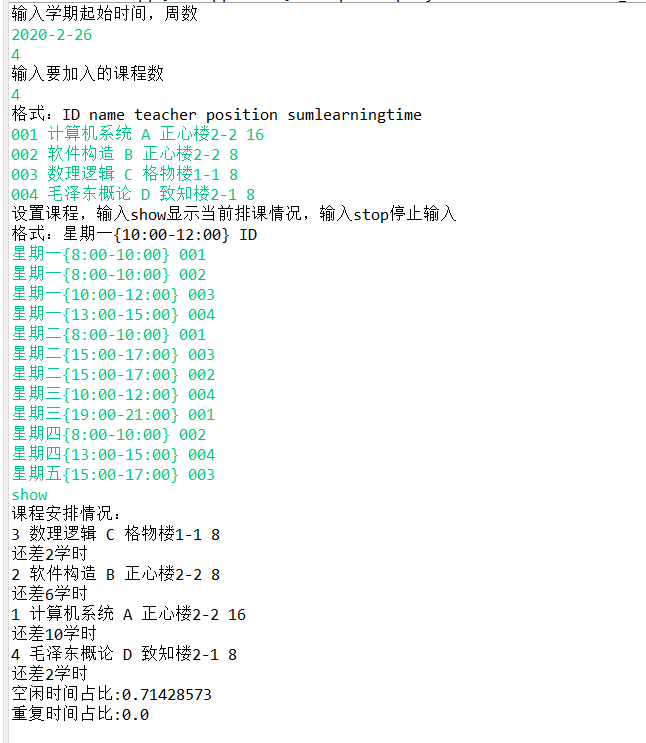 输入学期起始时间，周数
2020-2-26
4
输入要加入的课程数
4
格式：ID name teacher position sumlearningtime
001 计算机系统 A 正心楼2-2 16
002 软件构造 B 正心楼2-2 8
003 数理逻辑 C 格物楼1-1 8
004 毛泽东概论 D 致知楼2-1 8
设置课程，输入show显示当前排课情况，输入stop停止输入
格式：星期一{10:00-12:00} ID
星期一{8:00-10:00} 001
星期一{8:00-10:00} 002
星期一{10:00-12:00} 003
星期一{13:00-15:00} 004
星期二{8:00-10:00} 001
星期二{15:00-17:00} 003
星期二{15:00-17:00} 002
星期三{10:00-12:00} 004
星期三{19:00-21:00} 001
星期四{8:00-10:00} 002
星期四{13:00-15:00} 004
星期五{15:00-17:00} 003
show
课程安排情况：
3 数理逻辑 C 格物楼1-1 8
还差2学时
2 软件构造 B 正心楼2-2 8
还差6学时
1 计算机系统 A 正心楼2-2 16
还差10学时
4 毛泽东概论 D 致知楼2-1 8
还差2学时
空闲时间占比:0.71428573
重复时间占比:0.0